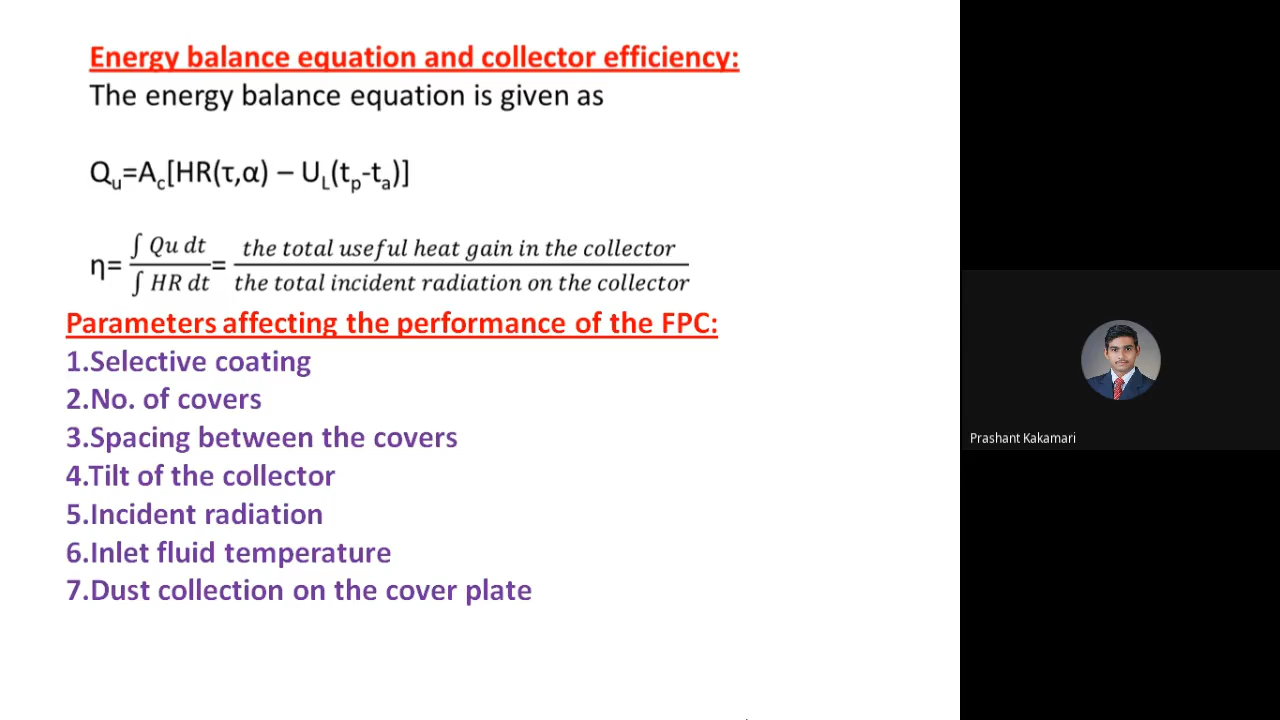 Energy balance equation and collector efficiency:
The energy balance equation is given as
Qu=Ac[HR(τ,α) – UL(tp-ta)]
η= ∫ Qu dt / ∫ HR dt = the total useful heat gain in the collector / the total incident radiation on the collector
Parameters affecting the performance of the FPC:
1.Selective coating
2.No. of covers
3.Spacing between the covers
4.Tilt of the collector
5.Incident radiation
6.Inlet fluid temperature
7.Dust collection on the cover plate
Prashant Kakamari